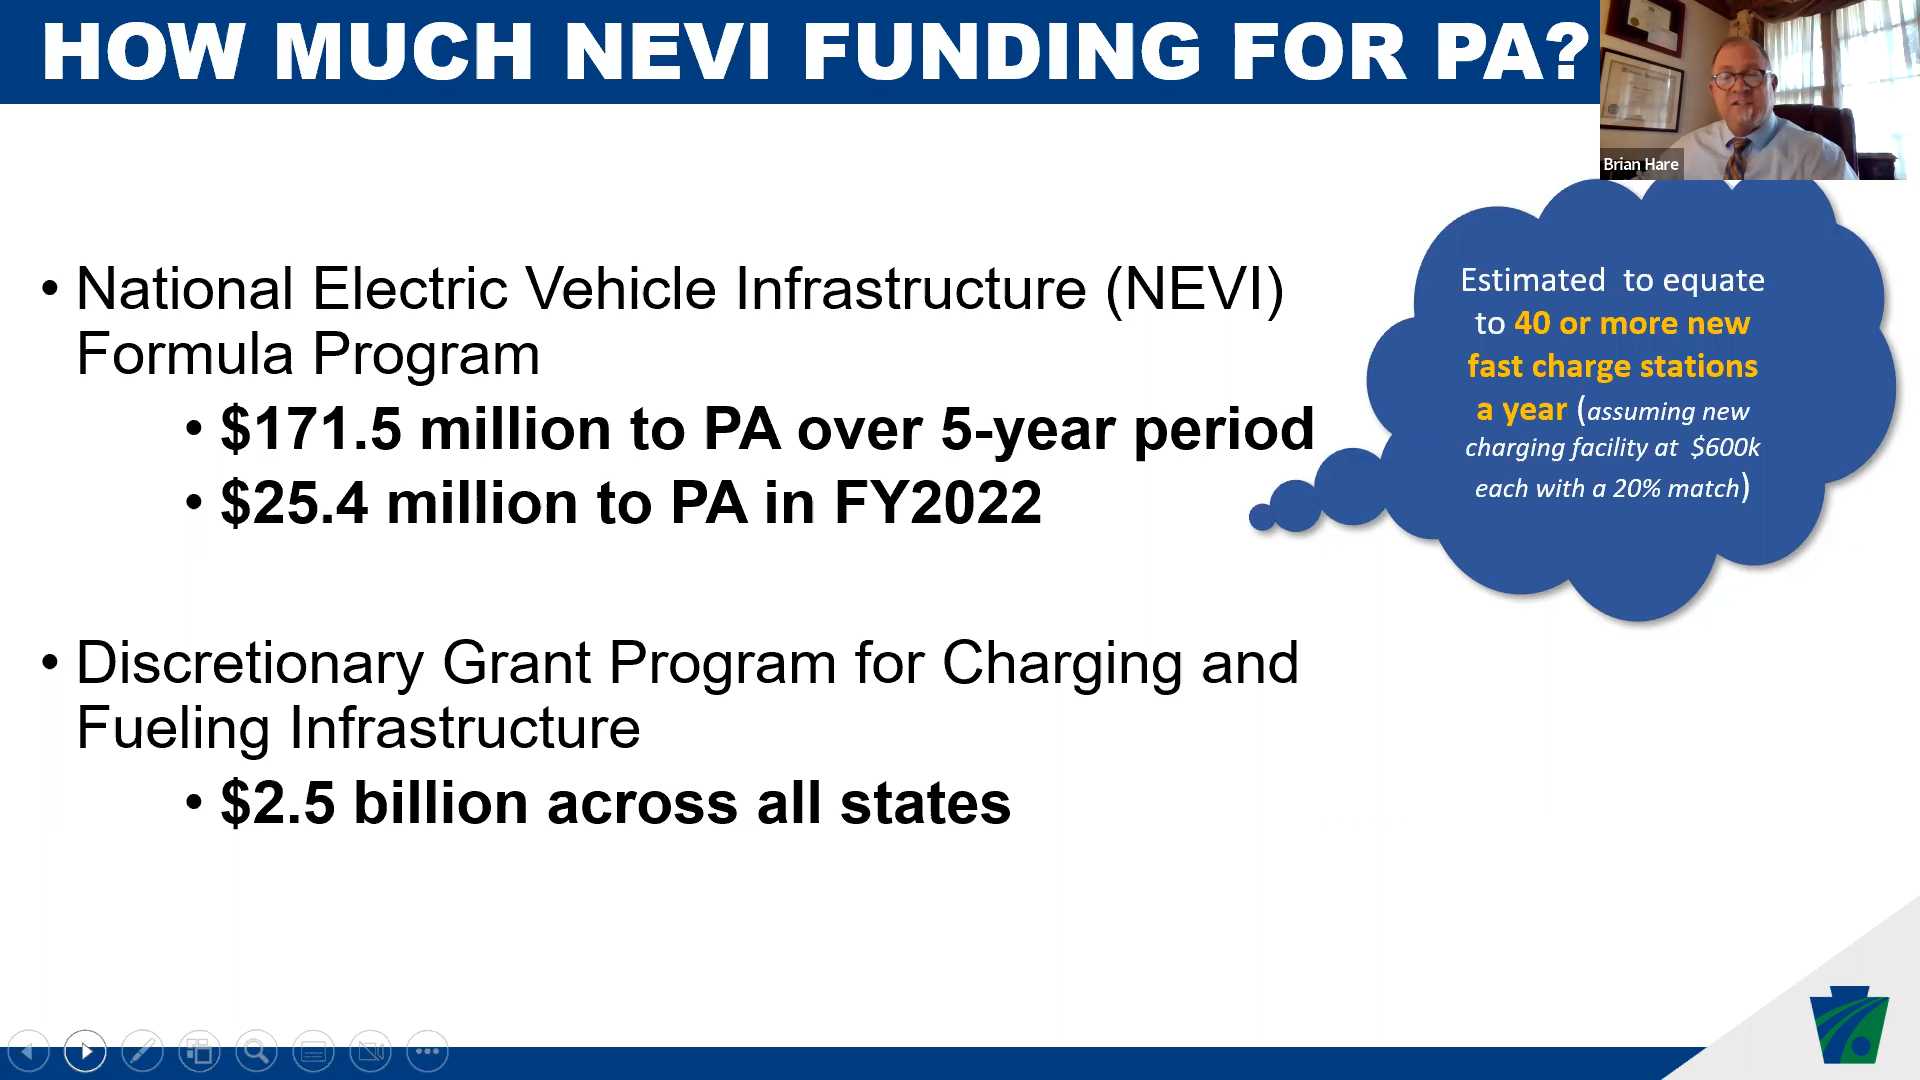 HOW MUCH NEVI FUNDING FOR PA?
Brian Hare
• National Electric Vehicle Infrastructure (NEVI)
Formula Program
• $171.5 million to PA over 5-year period
• $25.4 million to PA in FY2022
Estimated  to equate
to 40 or more new
fast charge stations
a year (assuming new
charging facility at  $600k
each with a 20% match)
• Discretionary Grant Program for Charging and
Fueling Infrastructure
• $2.5 billion across all states